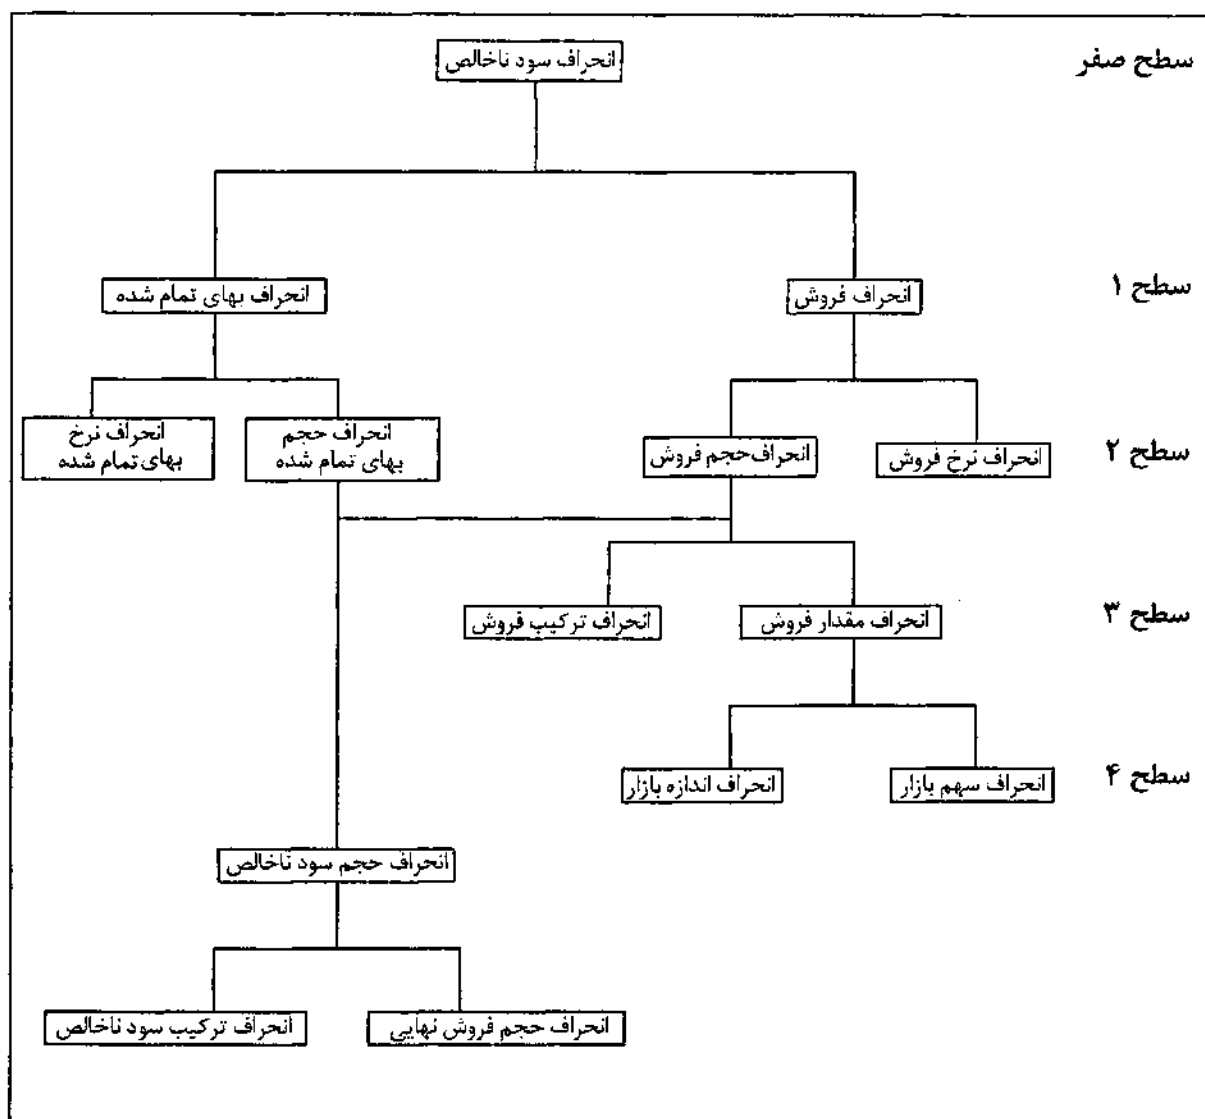 سطح صفر
انحراف سود ناخالص
سطح ۱
انحراف فروش
انحراف بهای تمام شده
سطح ۲
انحراف نرخ فروش
انحراف حجم فروش
انحراف حجم
بهای تمام شده
انحراف نرخ
بهای تمام شده
سطح ۳
انحراف مقدار فروش
انحراف ترکیب فروش
سطح ۴
انحراف سهم بازار
انحراف اندازه بازار
انحراف حجم سود ناخالص
انحراف حجم فروش نهایی
انحراف ترکیب سود ناخالص